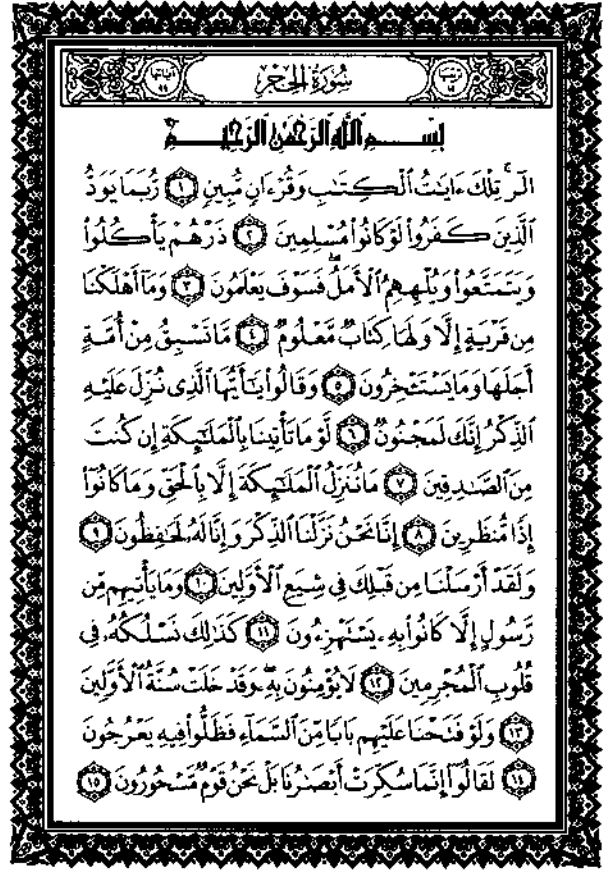 ترتيبها ١٥ سُورَةُ الحِجْرِ آياتها ٩٩
بِسْمِ ٱللَّهِ ٱلرَّحْمَٰنِ ٱلرَّحِيمِ
الٓر ۚ تِلْكَ ءَايَٰتُ ٱلْكِتَٰبِ وَقُرْءَانٍ مُّبِينٍ ١ رُّبَمَا يَوَدُّ
ٱلَّذِينَ كَفَرُوا۟ لَوْ كَانُوا۟ مُسْلِمِينَ ٢ ذَرْهُمْ يَأْكُلُوا۟
وَيَتَمَتَّعُوا۟ وَيُلْهِهِمُ ٱلْأَمَلُ ۖ فَسَوْفَ يَعْلَمُونَ ٣ وَمَآ أَهْلَكْنَا
مِن قَرْيَةٍ إِلَّا وَلَهَا كِتَابٌ مَّعْلُومٌ ٤ مَّا تَسْبِقُ مِنْ أُمَّةٍ
أَجَلَهَا وَمَا يَسْتَـْٔخِرُونَ ٥ وَقَالُوا۟ يَٰٓأَيُّهَا ٱلَّذِى نُزِّلَ عَلَيْهِ
ٱلذِّكْرُ إِنَّكَ لَمَجْنُونٌ ٦ لَّوْ مَا تَأْتِينَا بِٱلْمَلَٰٓئِكَةِ إِن كُنتَ
مِنَ ٱلصَّٰدِقِينَ ٧ مَا نُنَزِّلُ ٱلْمَلَٰٓئِكَةَ إِلَّا بِٱلْحَقِّ وَمَا كَانُوٓا۟
إِذًا مُّنظَرِينَ ٨ إِنَّا نَحْنُ نَزَّلْنَا ٱلذِّكْرَ وَإِنَّا لَهُۥ لَحَٰفِظُونَ ٩
وَلَقَدْ أَرْسَلْنَا مِن قَبْلِكَ فِى شِيَعِ ٱلْأَوَّلِينَ ١٠ وَمَا يَأْتِيهِم مِّن
رَّسُولٍ إِلَّا كَانُوا۟ بِهِۦ يَسْتَهْزِءُونَ ١١ كَذَٰلِكَ نَسْلُكُهُۥ فِى
قُلُوبِ ٱلْمُجْرِمِينَ ١٢ لَا يُؤْمِنُونَ بِهِۦ ۖ وَقَدْ خَلَتْ سُنَّةُ ٱلْأَوَّلِينَ
١٣ وَلَوْ فَتَحْنَا عَلَيْهِم بَابًا مِّنَ ٱلسَّمَآءِ فَظَلُّوا۟ فِيهِ يَعْرُجُونَ
١٤ لَقَالُوٓا۟ إِنَّمَا سُكِّرَتْ أَبْصَٰرُنَا بَلْ نَحْنُ قَوْمٌ مَّسْحُورُونَ ١٥